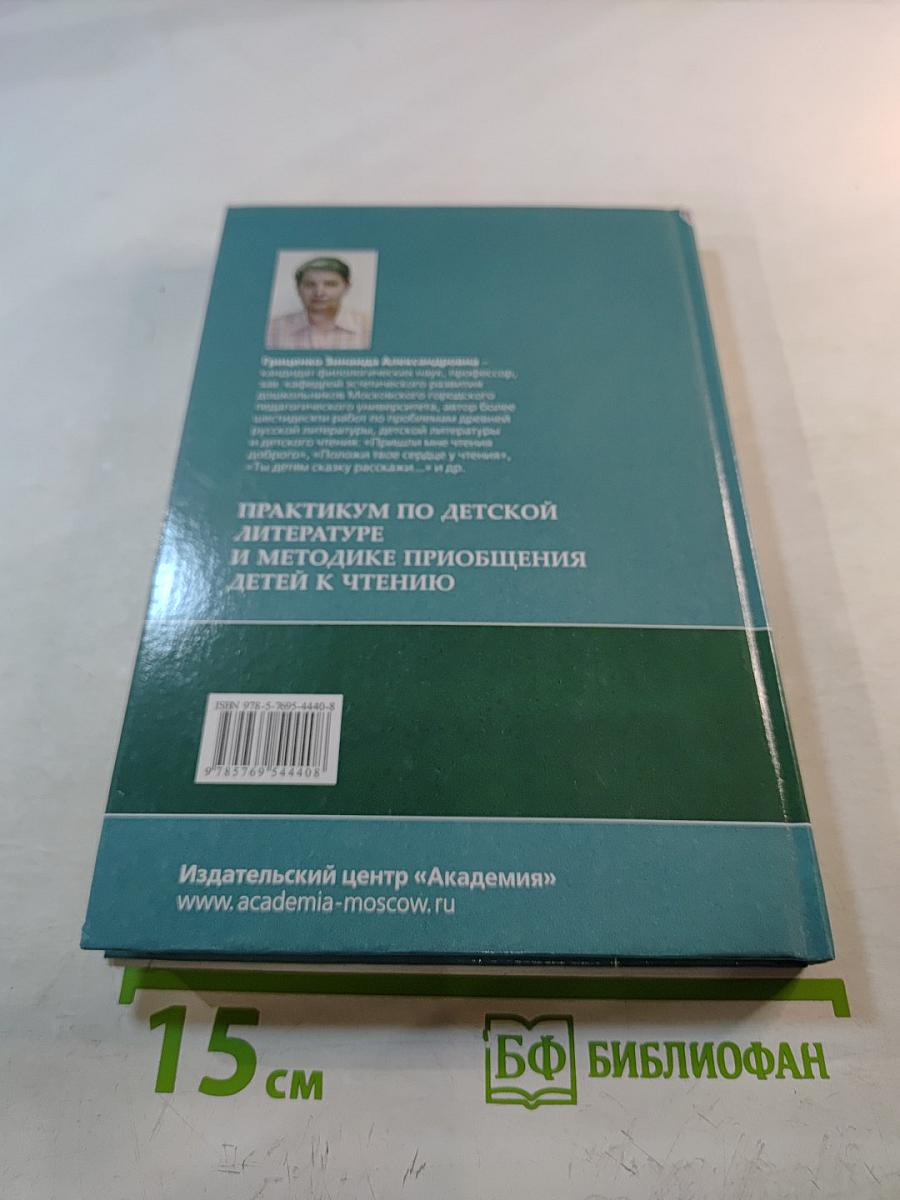 Гриценко Зинаида Александровна –
кандидат филологических наук, профессор,
зав. кафедрой эстетического развития
дошкольников Московского городского
педагогического университета, автор более
шестидесяти работ по проблемам древней
русской литературы, детской литературы
и детского чтения: «Пришли мне чтения
доброго», «Положи твое сердце у чтения»,
«Ты детям сказку расскажи...» и др.
ПРАКТИКУМ ПО ДЕТСКОЙ
ЛИТЕРАТУРЕ
И МЕТОДИКЕ ПРИОБЩЕНИЯ
ДЕТЕЙ К ЧТЕНИЮ
ISBN 978-5-7695-4440-8
9 785769 544408
Издательский центр «Академия»
www.academia-moscow.ru
15 см
БФ БИБЛИОФАН